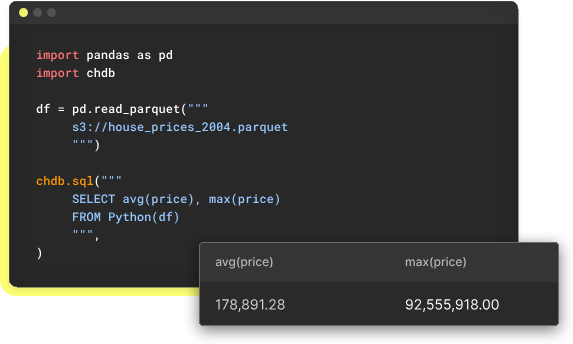 import pandas as pd
import chdb
df = pd.read_parquet("""
s3://house_prices_2004.parquet
""")
chdb.sql("""
SELECT avg(price), max(price)
FROM Python(df)
""",
)
avg(price) max(price)
178,891.28 92,555,918.00